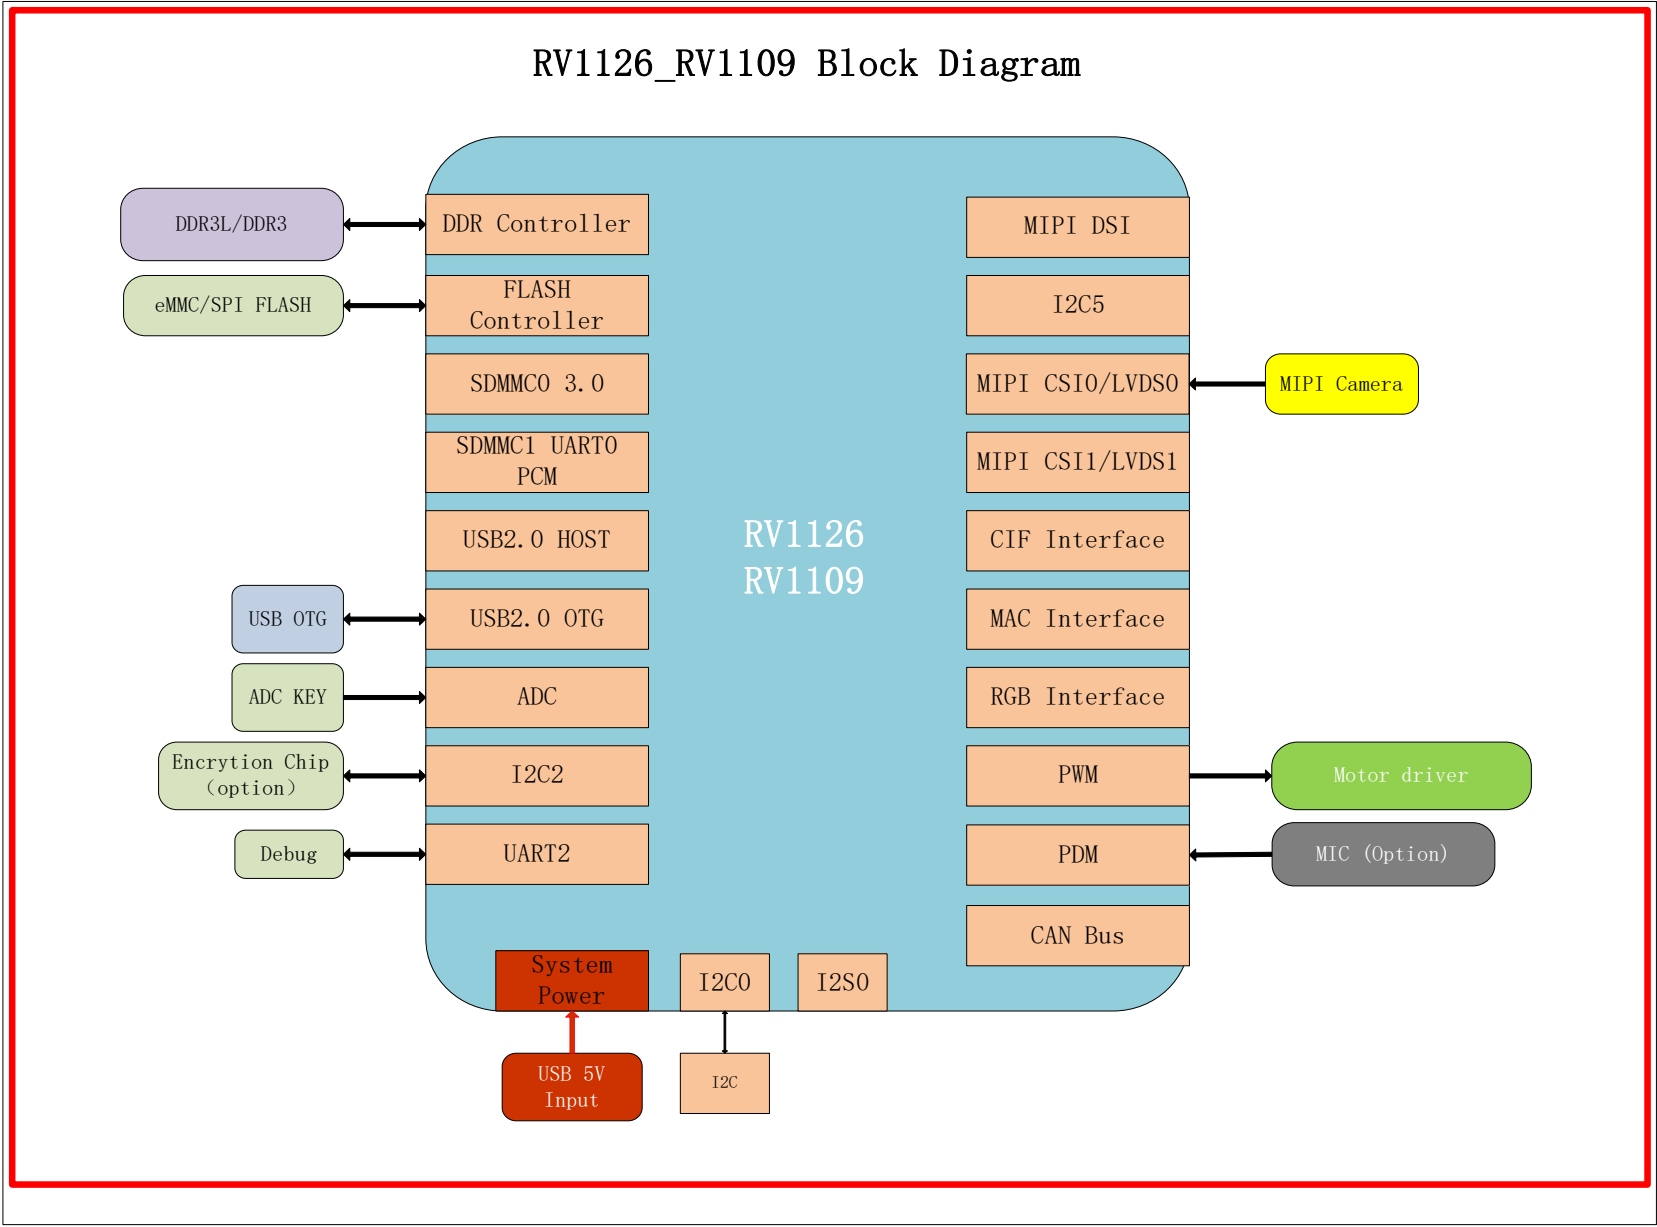 RV1126_RV1109 Block Diagram
DDR3L/DDR3
DDR Controller
MIPI DSI
eMMC/SPI FLASH
FLASH
Controller
I2C5
SDMMC0 3.0
MIPI CSI0/LVDS0
MIPI Camera
SDMMC1 UART0
PCM
MIPI CSI1/LVDS1
USB2.0 HOST
RV1126
RV1109
CIF Interface
USB OTG
USB2.0 OTG
MAC Interface
ADC KEY
ADC
RGB Interface
Encrytion Chip
（option）
I2C2
PWM
Motor driver
Debug
UART2
PDM
MIC (Option)
CAN Bus
System
Power
I2C0
I2S0
USB 5V
Input
I2C